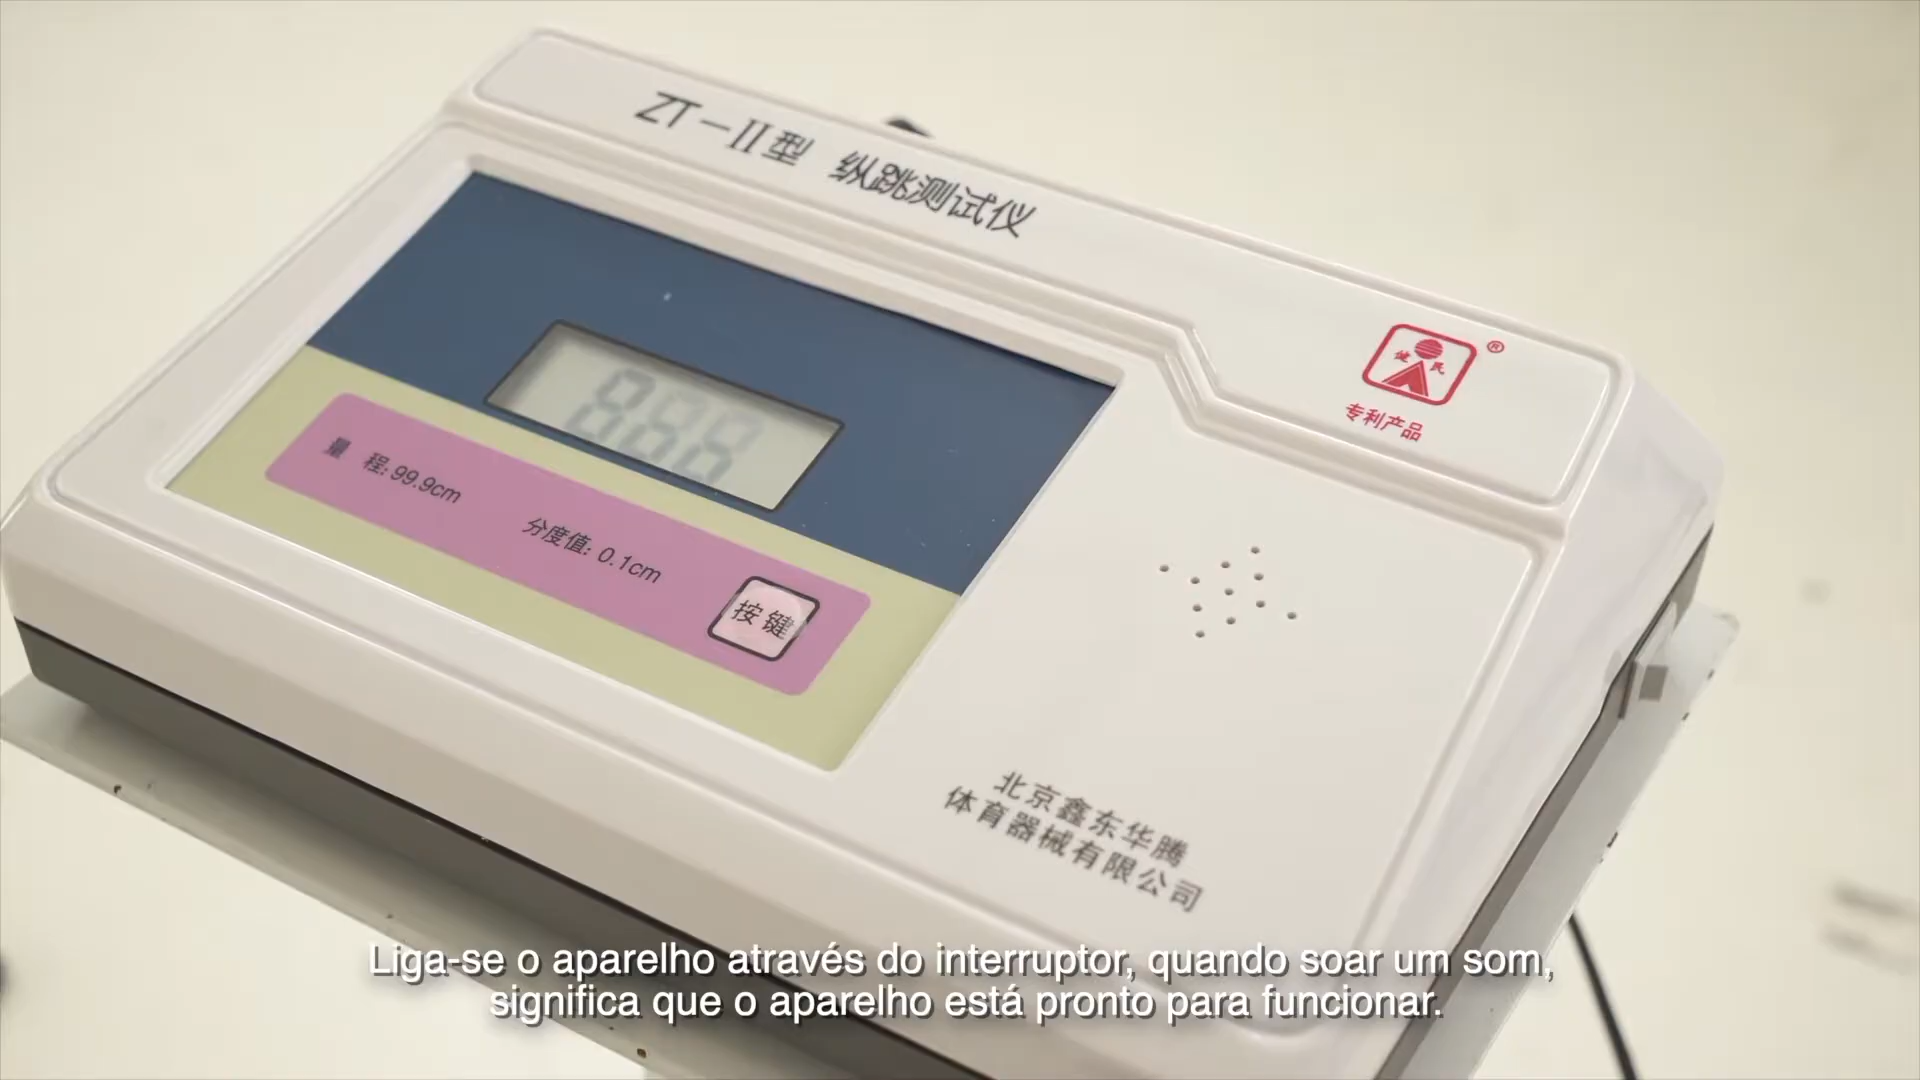 ZT－II型 纵跳测试仪
健民
®
专利产品
888
量 程: 99.9cm
分度值: 0.1cm
按键
北京鑫东华腾
体育器械有限公司
Liga-se o aparelho através do interruptor, quando soar um som,
significa que o aparelho está pronto para funcionar.